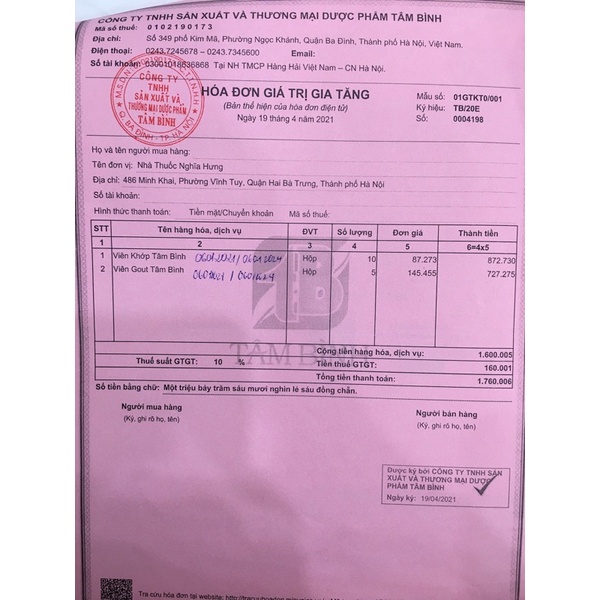 CÔNG TY TNHH SẢN XUẤT VÀ THƯƠNG MẠI DƯỢC PHẨM TÂM BÌNH
Mã số thuế: 0102190173
Địa chỉ: Số 349 phố Kim Mã, Phường Ngọc Khánh, Quận Ba Đình, Thành phố Hà Nội, Việt Nam.
Điện thoại: 0243.7245678 – 0243.7345600 Email:
Số tài khoản: 03001018636868 Tại NH TMCP Hàng Hải Việt Nam – CN Hà Nội.
CÔNG TY
TNHH
SẢN XUẤT VÀ
THƯƠNG MẠI DƯỢC PHẨM
TÂM BÌNH
Q. BA ĐÌNH - TP. HÀ NỘI
HÓA ĐƠN GIÁ TRỊ GIA TĂNG
(Bản thể hiện của hóa đơn điện tử)
Ngày 19 tháng 4 năm 2021
Mẫu số: 01GTKT0/001
Ký hiệu: TB/20E
Số: 0004198
Họ và tên người mua hàng:
Tên đơn vị: Nhà Thuốc Nghĩa Hưng
Địa chỉ: 486 Minh Khai, Phường Vĩnh Tuy, Quận Hai Bà Trưng, Thành phố Hà Nội
Số tài khoản:
Hình thức thanh toán: Tiền mặt/Chuyển khoản Mã số thuế:
STT Tên hàng hóa, dịch vụ ĐVT Số lượng Đơn giá Thành tiền
1 2 3 4 5 6=4x5
1 Viên Khớp Tâm Bình Hộp 10 87.273 872.730
2 Viên Gout Tâm Bình Hộp 5 145.455 727.275
TÂM BÌNH
Cộng tiền hàng hóa, dịch vụ: 1.600.005
Thuế suất GTGT: 10 % Tiền thuế GTGT: 160.001
Tổng tiền thanh toán: 1.760.006
Số tiền bằng chữ: Một triệu bảy trăm sáu mươi nghìn lẻ sáu đồng chẵn.
Người mua hàng Người bán hàng
(Ký, ghi rõ họ, tên) (Ký, ghi rõ họ, tên)
Được ký bởi CÔNG TY TNHH SẢN
XUẤT VÀ THƯƠNG MẠI DƯỢC
PHẨM TÂM BÌNH
Ngày ký: 19/04/2021
Tra cứu hóa đơn tại website: